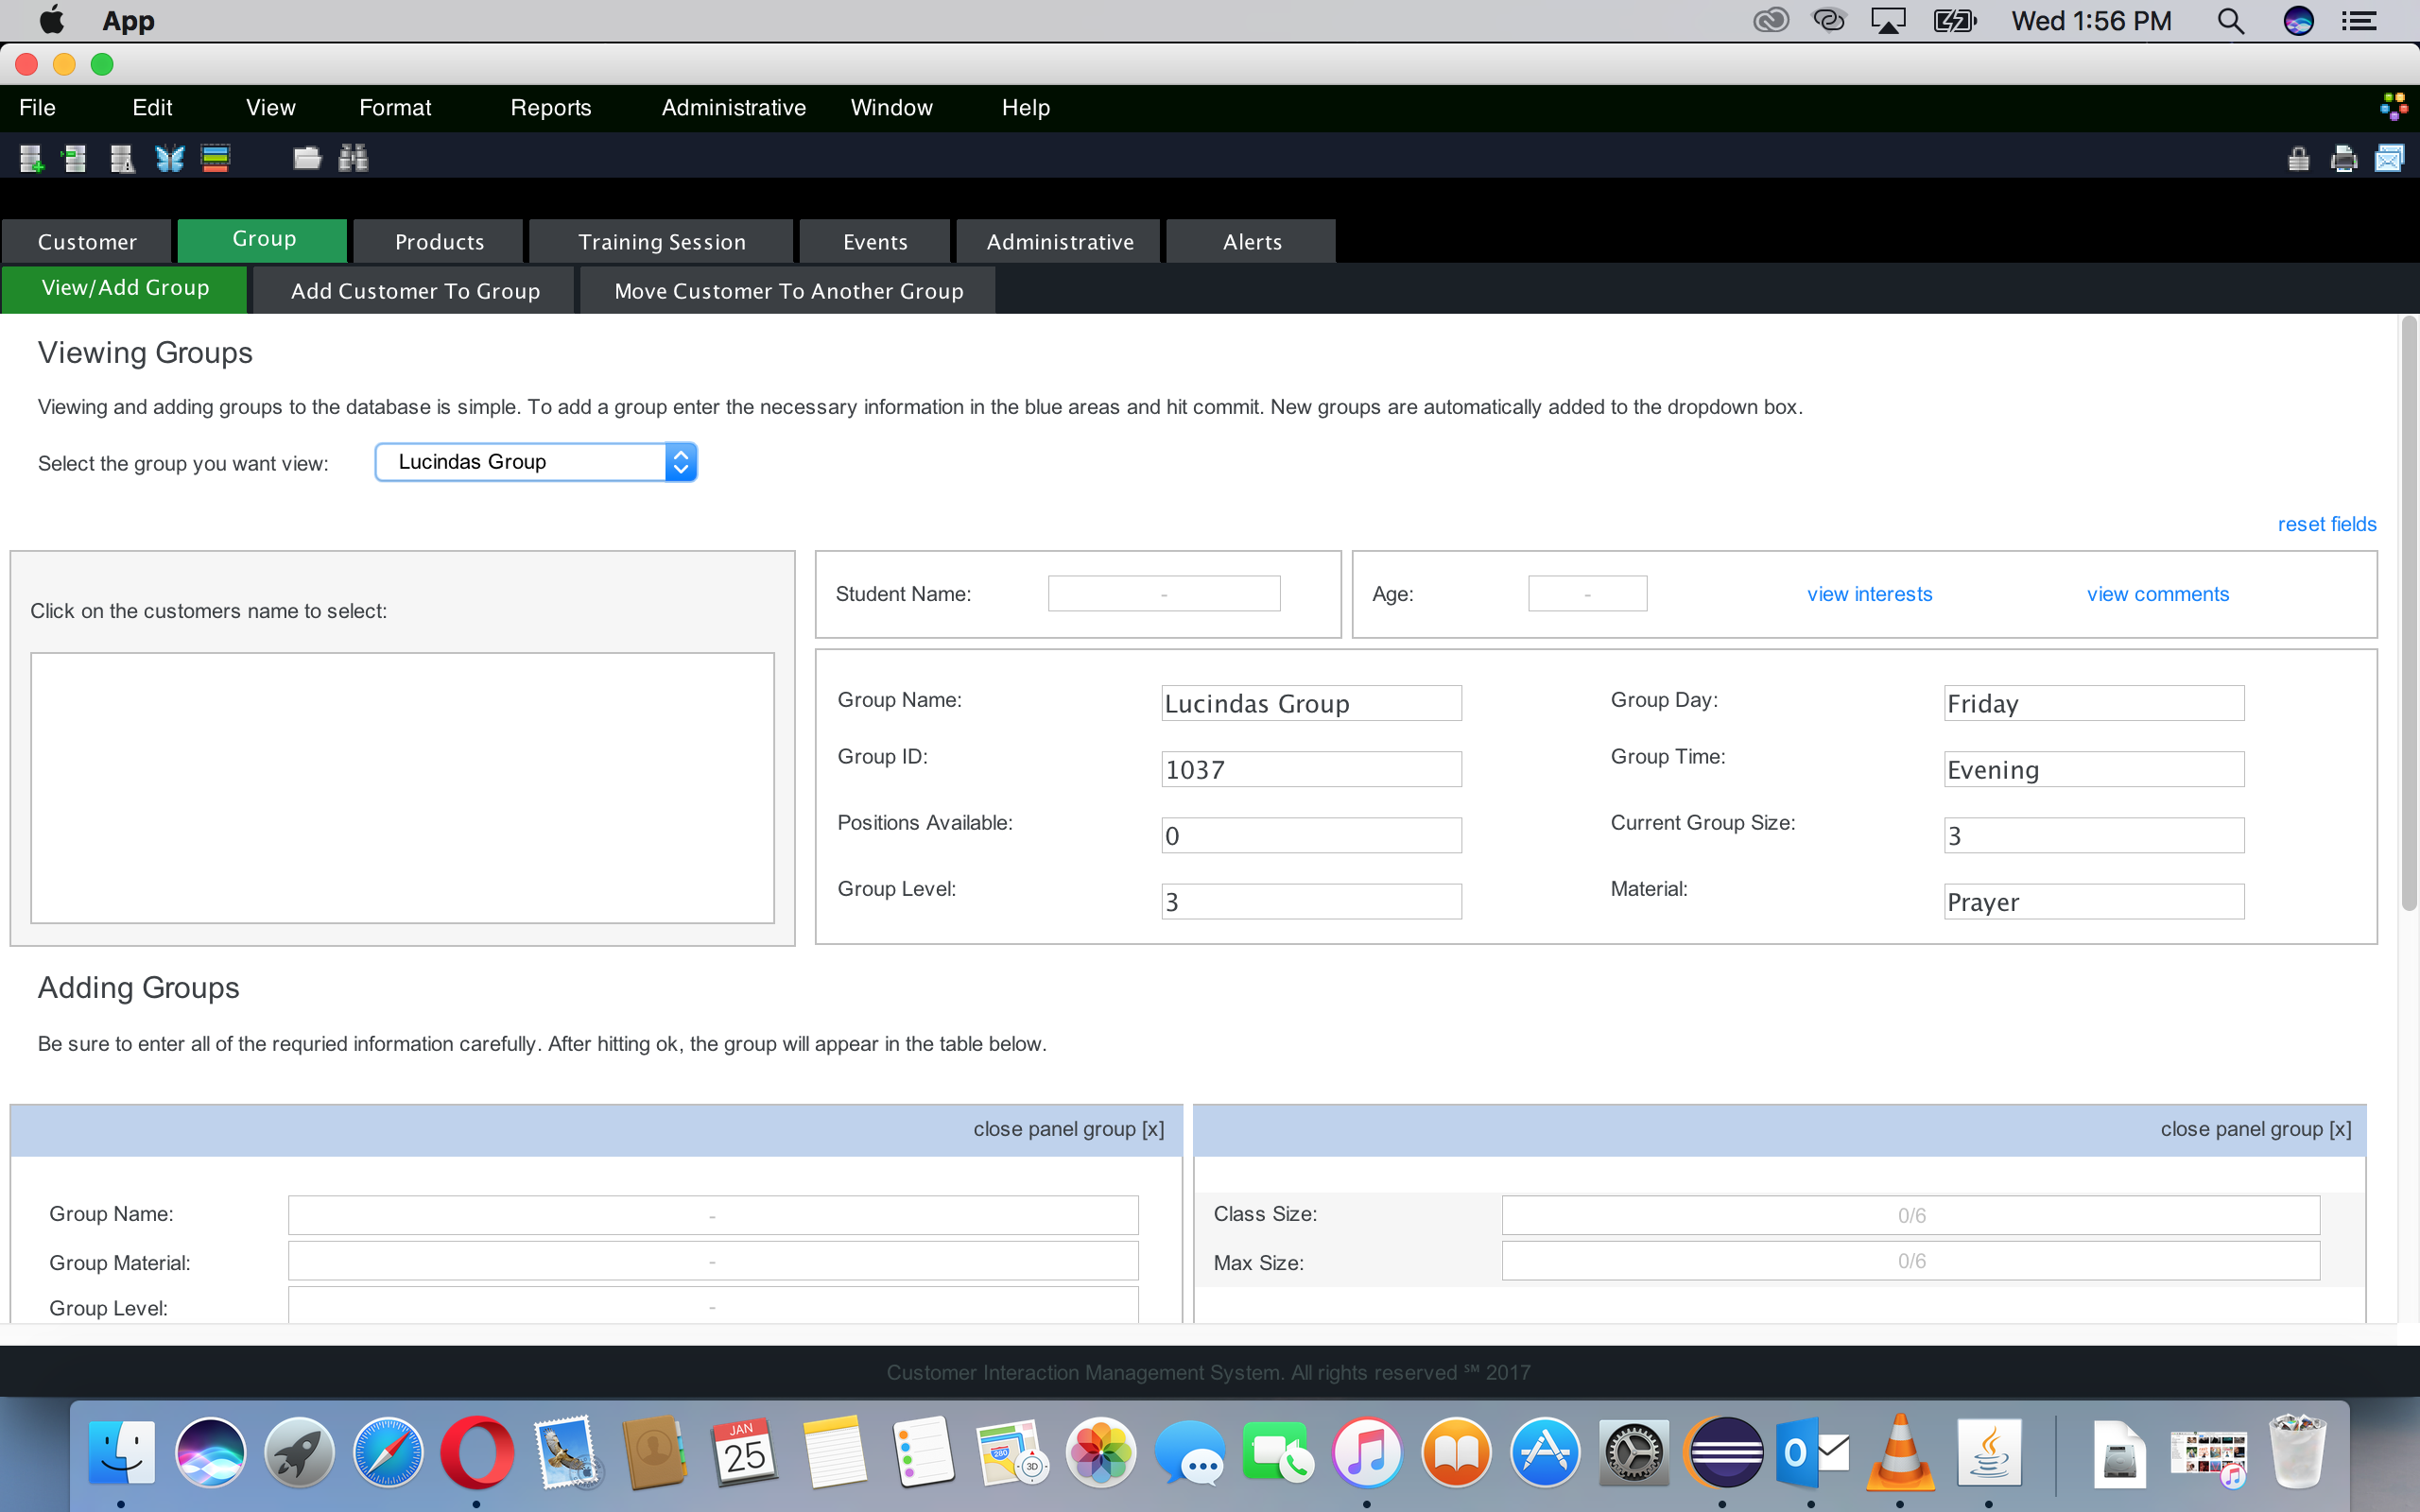 App
Wed 1:56 PM
File Edit View Format Reports Administrative Window Help
Customer Group Products Training Session Events Administrative Alerts
View/Add Group Add Customer To Group Move Customer To Another Group
Viewing Groups
Viewing and adding groups to the database is simple. To add a group enter the necessary information in the blue areas and hit commit. New groups are automatically added to the dropdown box.
Select the group you want view: Lucindas Group
reset fields
Click on the customers name to select:
Student Name: -
Age: - view interests view comments
Group Name: Lucindas Group Group Day: Friday
Group ID: 1037 Group Time: Evening
Positions Available: 0 Current Group Size: 3
Group Level: 3 Material: Prayer
Adding Groups
Be sure to enter all of the requried information carefully. After hitting ok, the group will appear in the table below.
close panel group [x] close panel group [x]
Group Name: - Class Size: 0/6
Group Material: - Max Size: 0/6
Group Level: -
Customer Interaction Management System. All rights reserved ℠ 2017
JAN
25
280
3D